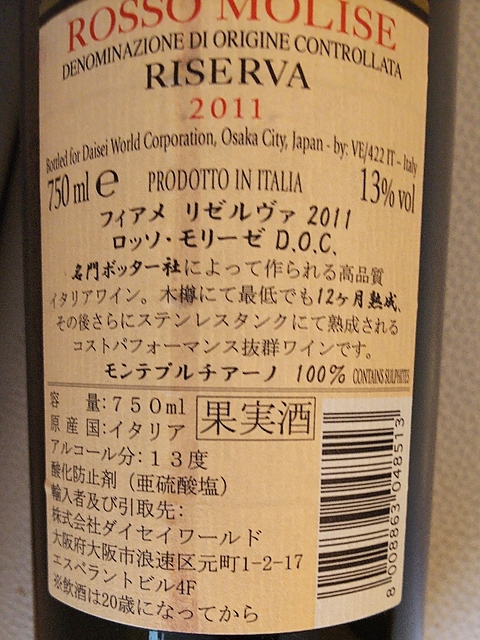 ROSSO MOLISE
DENOMINAZIONE DI ORIGINE CONTROLLATA
RISERVA
2011
Bottled for Daisei World Corporation, Osaka City, Japan - by: VE/422 IT - Italy
750 ml e PRODOTTO IN ITALIA 13% vol
フィアメ リゼルヴァ 2011
ロッソ・モリーゼ D.O.C.
名門ボッター社によって作られる高品質
イタリアワイン。木樽にて最低でも12ヶ月熟成、
その後さらにステンレスタンクにて熟成される
コストパフォーマンス抜群ワインです。
モンテプルチアーノ 100% CONTAINS SULPHITES
容 量:750ml
原産国:イタリア
果実酒
アルコール分:13度
酸化防止剤(亜硫酸塩)
輸入者及び引取先:
株式会社ダイセイワールド
大阪府大阪市浪速区元町1-2-17
エスペラントビル4F
※飲酒は20歳になってから
8 008863 048513